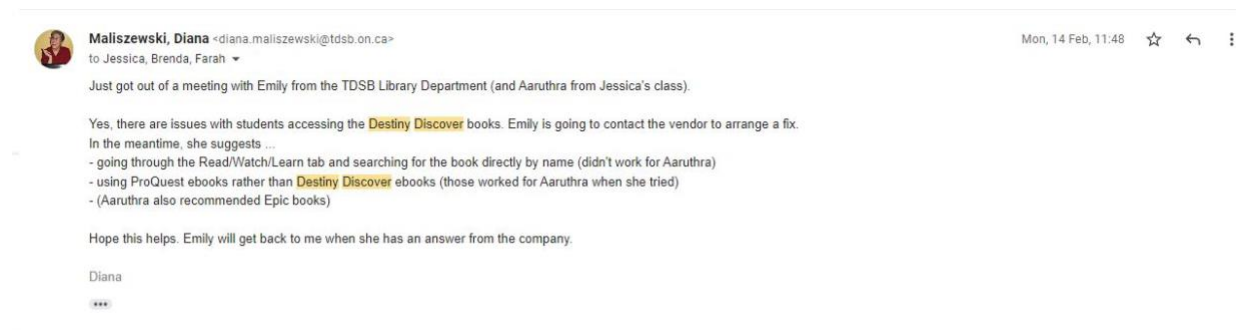 Maliszewski, Diana <diana.maliszewski@tdsb.on.ca>
Mon, 14 Feb, 11:48
to Jessica, Brenda, Farah
Just got out of a meeting with Emily from the TDSB Library Department (and Aaruthra from Jessica's class).
Yes, there are issues with students accessing the Destiny Discover books. Emily is going to contact the vendor to arrange a fix.
In the meantime, she suggests ...
- going through the Read/Watch/Learn tab and searching for the book directly by name (didn't work for Aaruthra)
- using ProQuest ebooks rather than Destiny Discover ebooks (those worked for Aaruthra when she tried)
- (Aaruthra also recommended Epic books)
Hope this helps. Emily will get back to me when she has an answer from the company.
Diana